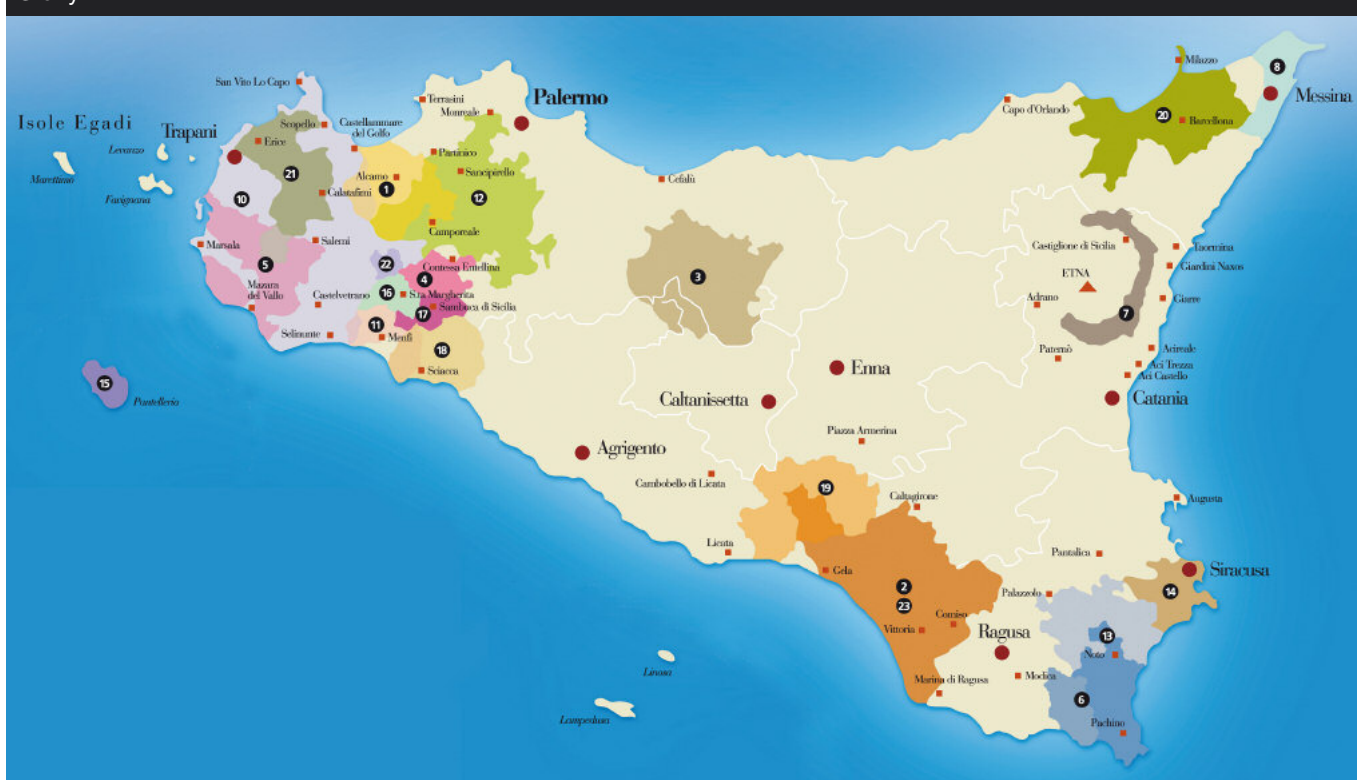 San Vito Lo Capo
Terrasini
Monreale
Palermo
Milazzo
8
Messina
Capo d'Orlando
20
Barcellona
Isole Egadi
Trapani
Scopello
Castellammare
del Golfo
Levanzo
Erice
Partinico
Marettimo
21
Alcamo
1
Sancipirello
Cefalù
Favignana
10
Calatafimi
12
Camporeale
Marsala
Salemi
Castiglione di Sicilia
Taormina
5
22
Contessa Entellina
Giardini Naxos
4
3
ETNA
Mazara
del Vallo
Castelvetrano
16
S.ta Margherita
Adrano
Giarre
Sambuca di Sicilia
17
7
11
Selinunte
Menfi
18
Paternò
Acireale
Sciacca
Enna
Aci Trezza
Aci Castello
15
Pantelleria
Caltanissetta
Catania
Piazza Armerina
Agrigento
Cambobello di Licata
19
Caltagirone
Augusta
Licata
Pantalica
Gela
Siracusa
2
23
Palazzolo
14
Comiso
Vittoria
Ragusa
13
Noto
Linosa
Marina di Ragusa
Modica
6
Lampedusa
Pachino